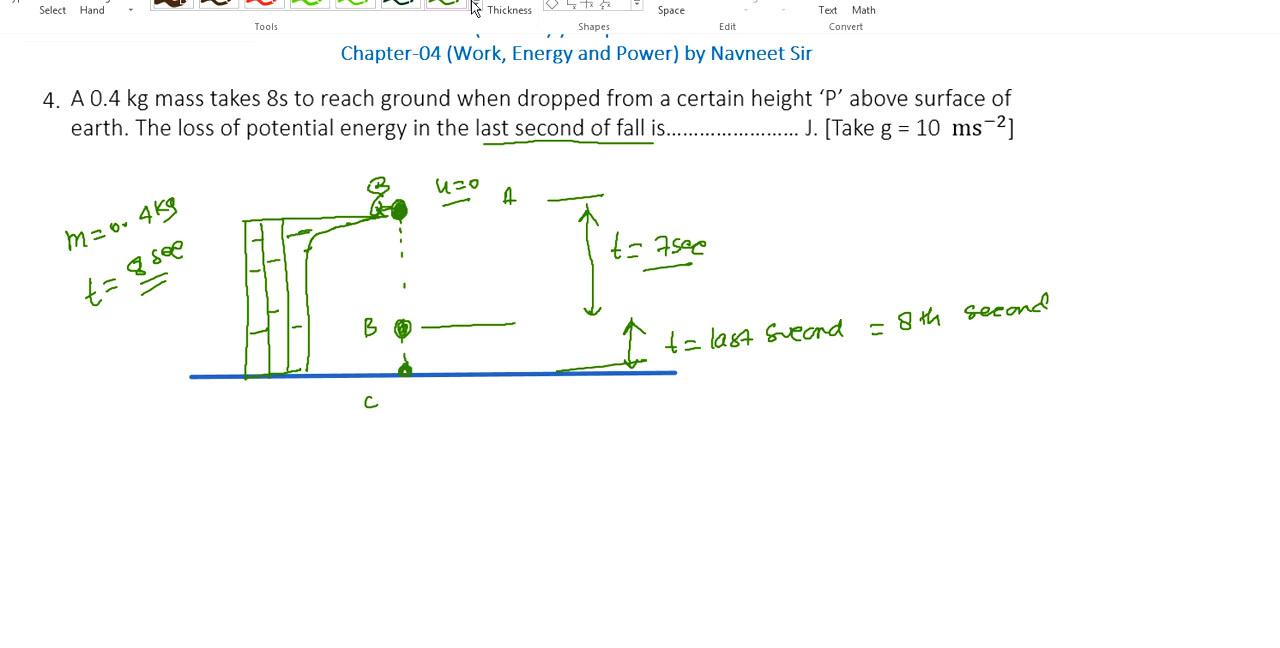 Select Hand Thickness Space Text Math
Tools Shapes Edit Convert
Chapter-04 (Work, Energy and Power) by Navneet Sir
4. A 0.4 kg mass takes 8s to reach ground when dropped from a certain height ‘P’ above surface of
earth. The loss of potential energy in the last second of fall is........................ J. [Take g = 10 ms⁻²]
u=0 A
m=0.4kg
t=8sec
t=7sec
B
t=last second = 8th second
C